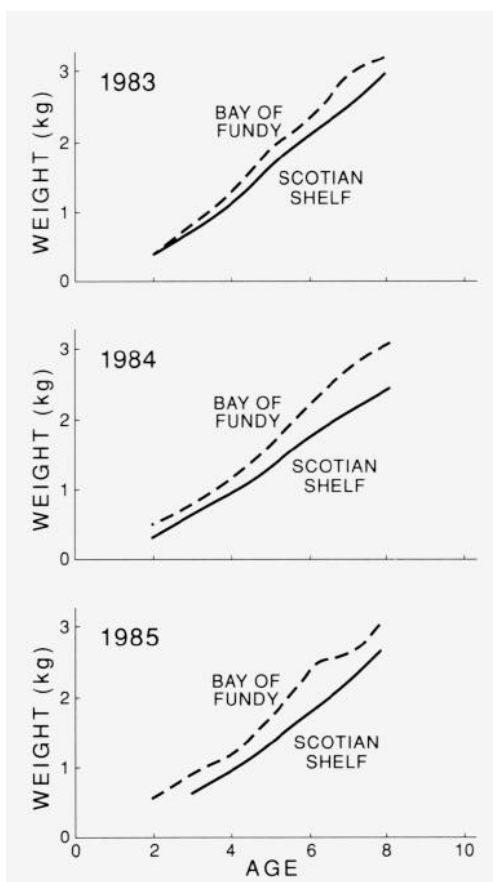 1983
WEIGHT (kg)
3
2
1
0
BAY OF
FUNDY
SCOTIAN
SHELF
1984
WEIGHT (kg)
3
2
1
0
BAY OF
FUNDY
SCOTIAN
SHELF
1985
WEIGHT (kg)
3
2
1
0
BAY OF
FUNDY
SCOTIAN
SHELF
0 2 4 6 8 10
AGE